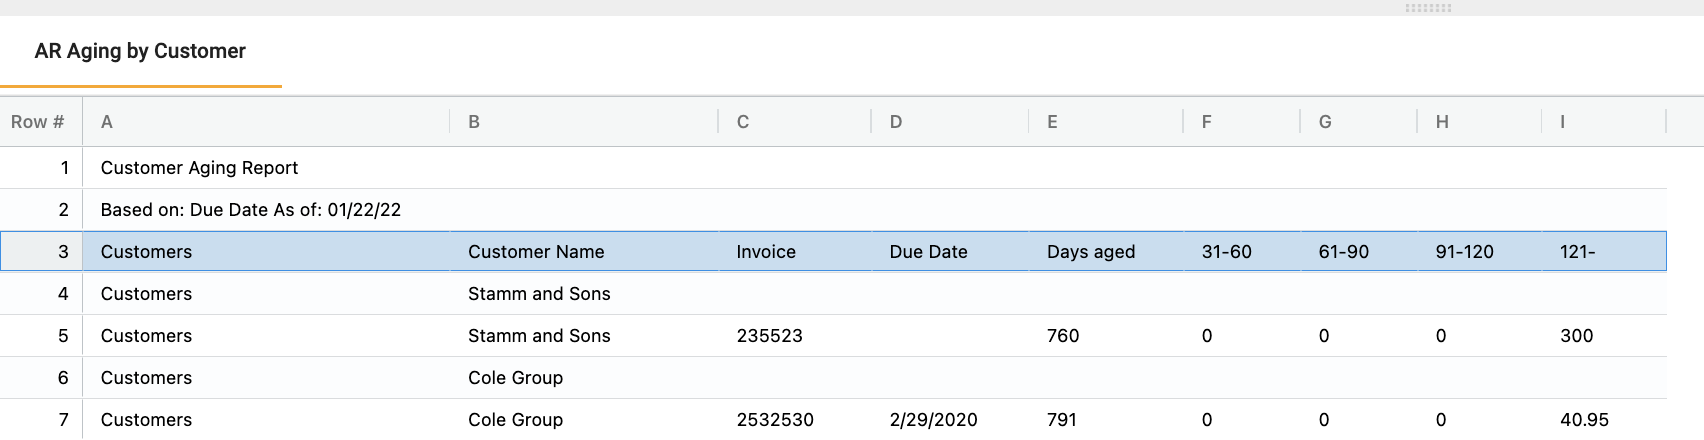 AR Aging by Customer
Row # A B C D E F G H I
1 Customer Aging Report
2 Based on: Due Date As of: 01/22/22
3 Customers Customer Name Invoice Due Date Days aged 31-60 61-90 91-120 121-
4 Customers Stamm and Sons
5 Customers Stamm and Sons 235523 760 0 0 0 300
6 Customers Cole Group
7 Customers Cole Group 2532530 2/29/2020 791 0 0 0 40.95